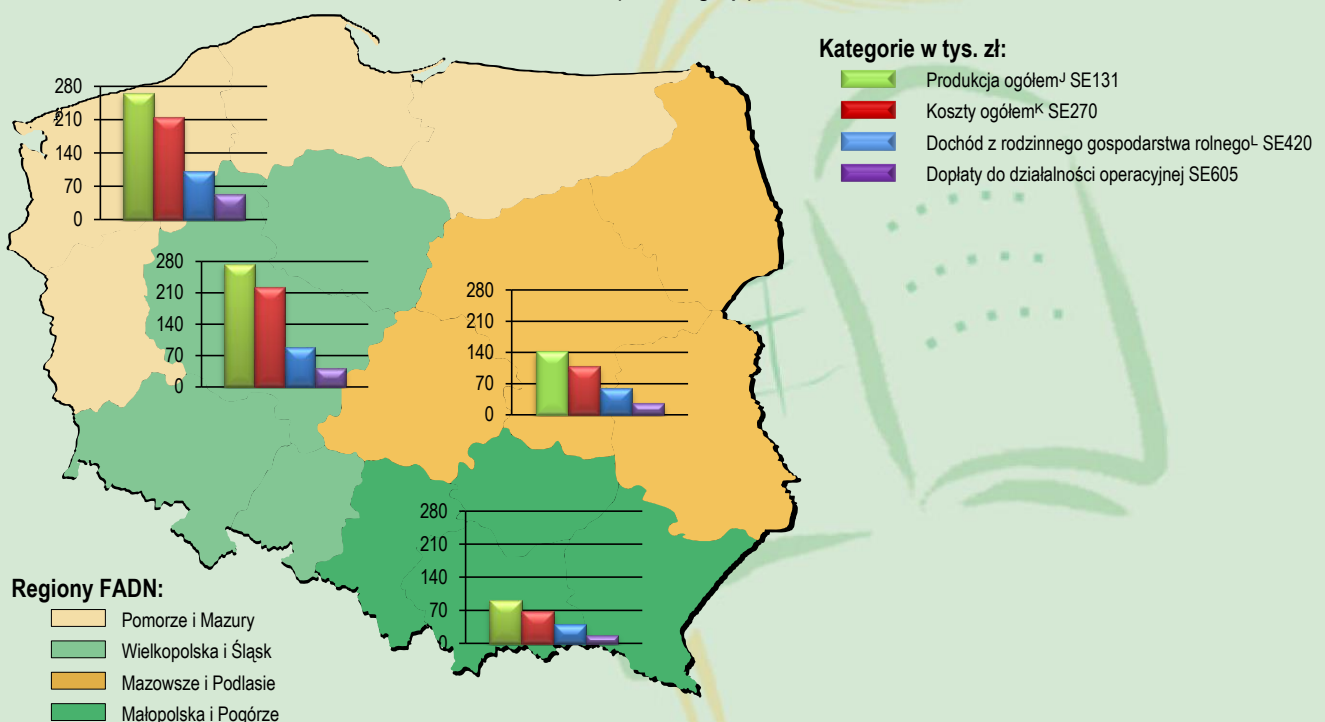 Kategorie w tys. zł:
Produkcja ogółemᴶ SE131
Koszty ogółemᴷ SE270
Dochód z rodzinnego gospodarstwa rolnegoᴸ SE420
Dopłaty do działalności operacyjnej SE605
280
210
140
70
0
280
210
140
70
0
280
210
140
70
0
280
210
140
70
0
Regiony FADN:
Pomorze i Mazury
Wielkopolska i Śląsk
Mazowsze i Podlasie
Małopolska i Pogórze